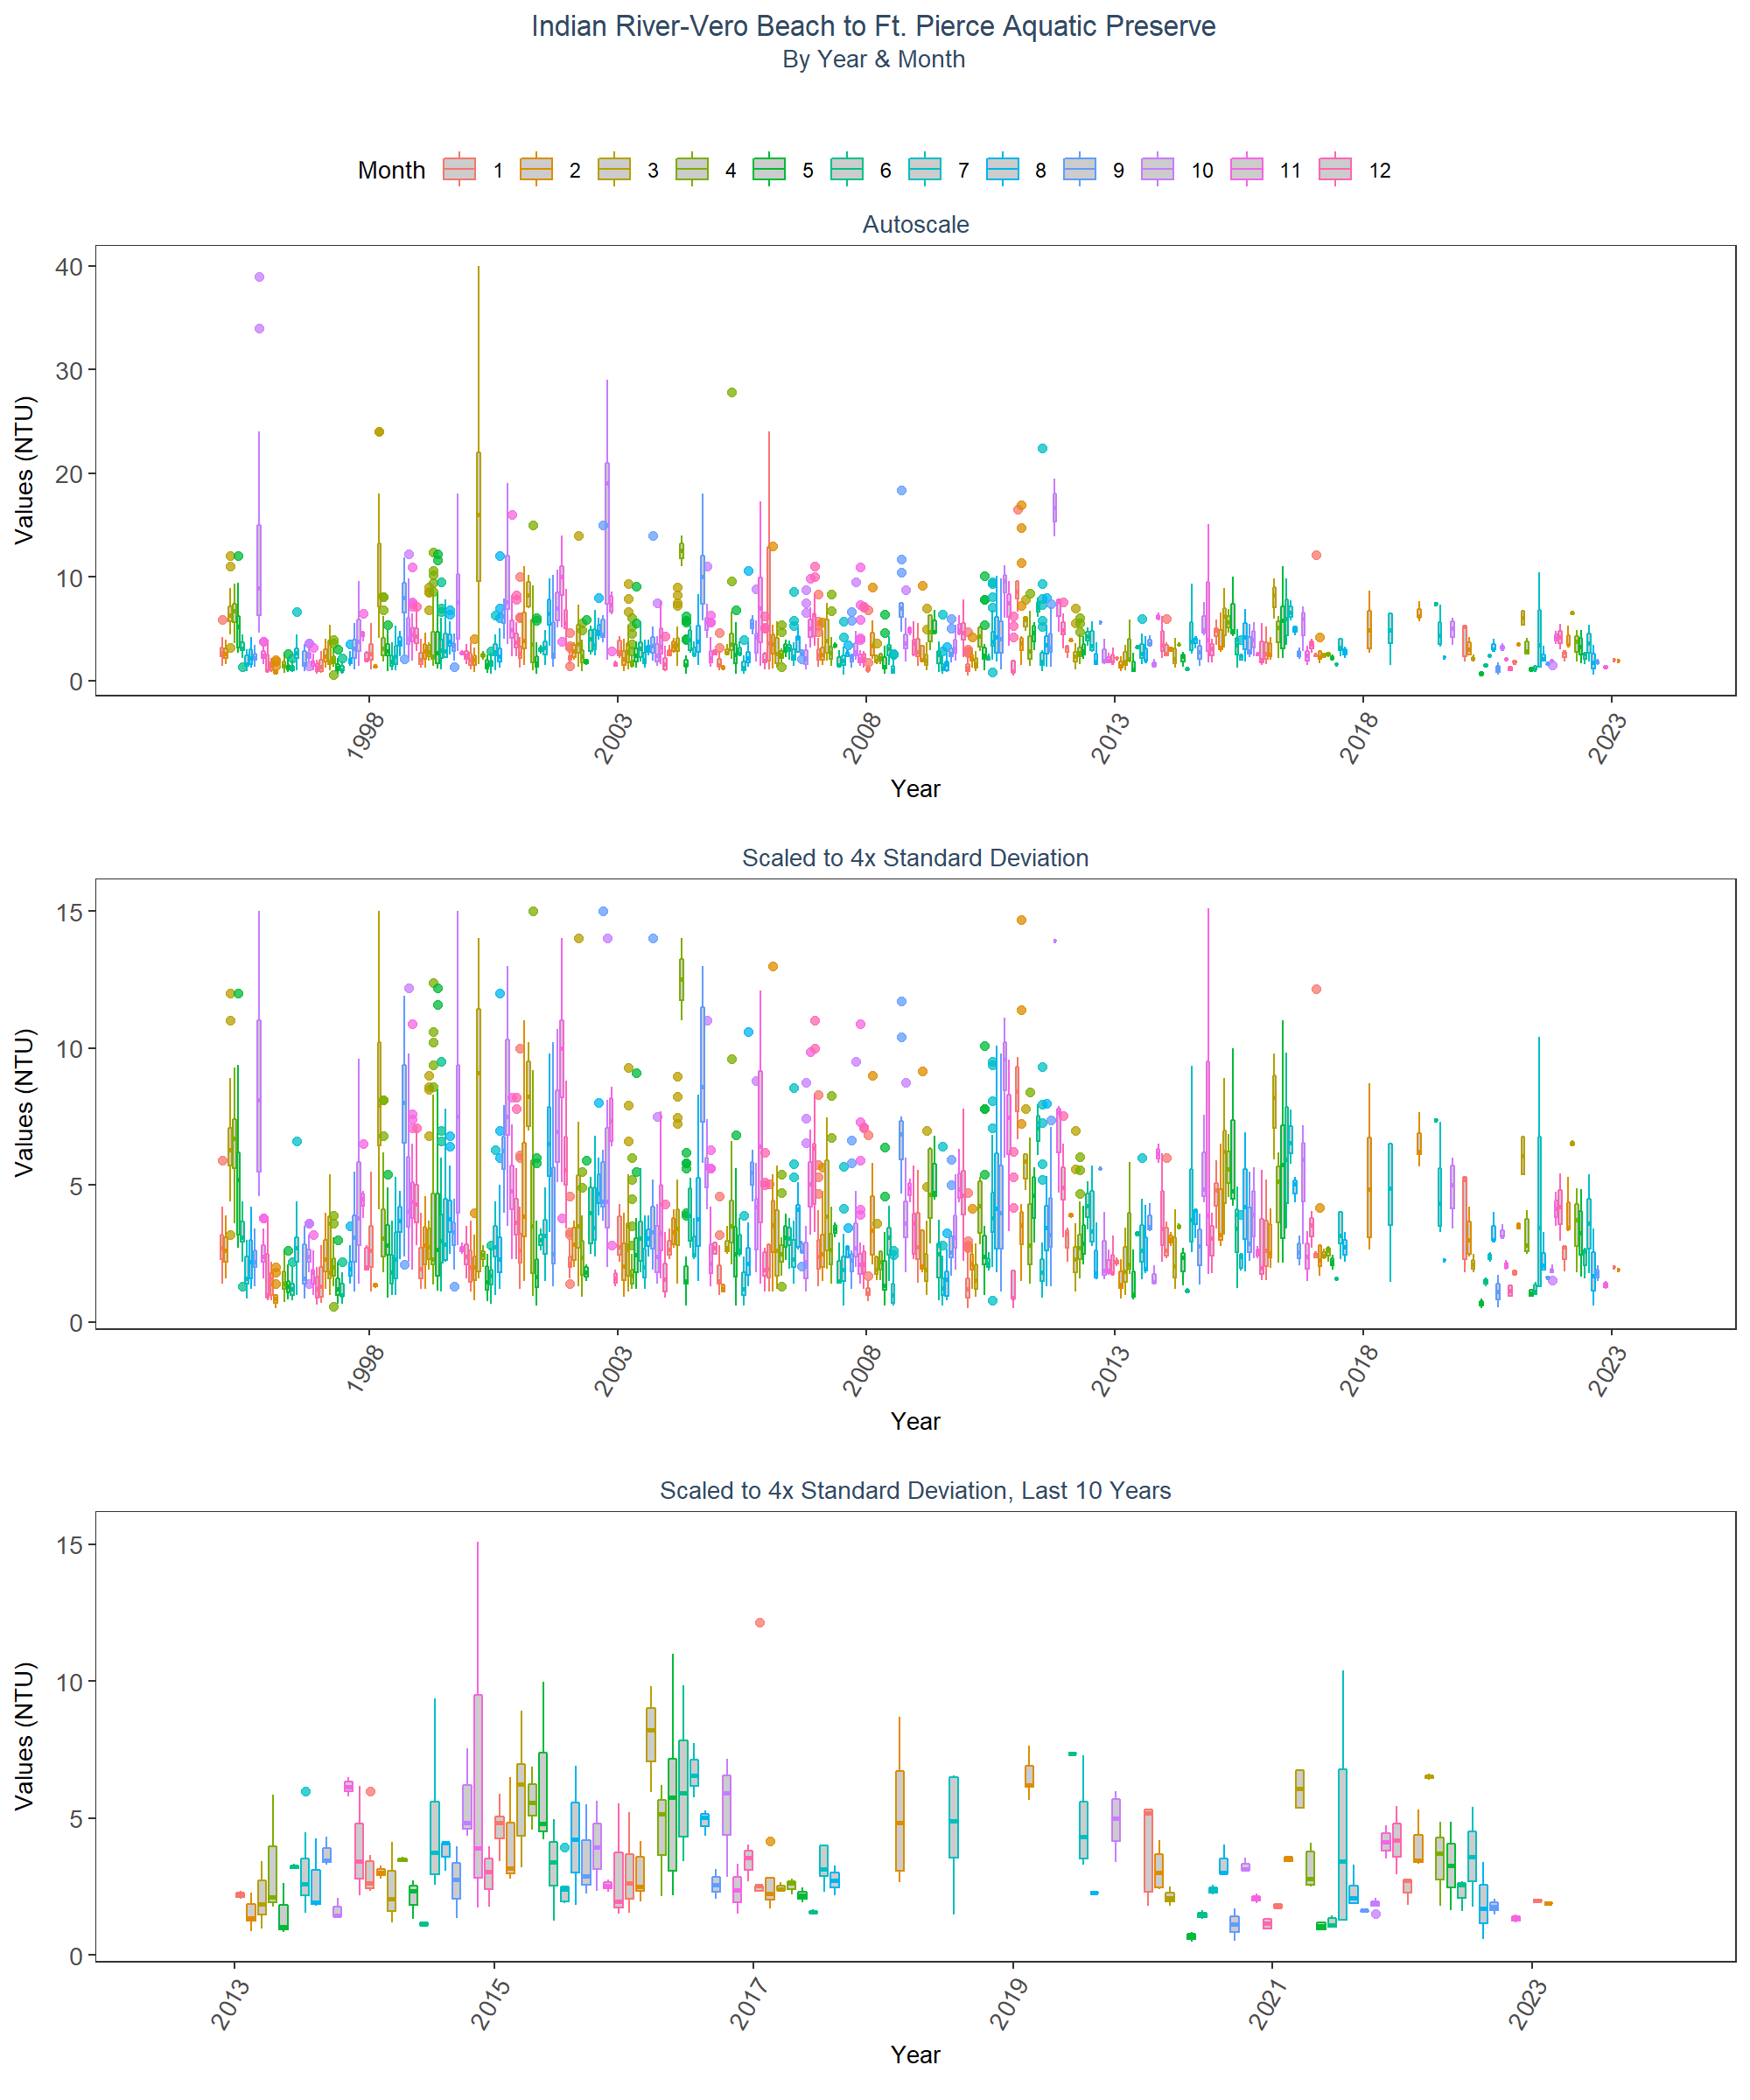 Indian River-Vero Beach to Ft. Pierce Aquatic Preserve
By Year & Month
Month 1 2 3 4 5 6 7 8 9 10 11 12
Autoscale
Values (NTU)
40
30
20
10
0
1998 2003 2008 2013 2018 2023
Year
Scaled to 4x Standard Deviation
Values (NTU)
15
10
5
0
1998 2003 2008 2013 2018 2023
Year
Scaled to 4x Standard Deviation, Last 10 Years
Values (NTU)
15
10
5
0
2013 2015 2017 2019 2021 2023
Year